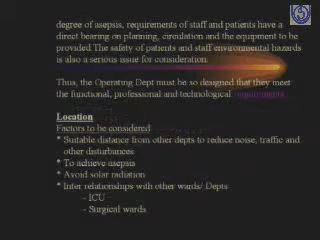 degree of asepsis, requirements of staff and patients have a
direct bearing on planning, circulation and the equipment to be
provided.The safety of patients and staff environmental hazards
is also a serious issue for consideration.
Thus, the Operating Dept must be so designed that they meet
the functional, professional and technological requirements.
Location
Factors to be considered
* Suitable distance from other depts to reduce noise, traffic and
other disturbances.
* To achieve asepsis
* Avoid solar radiation
* Inter relationships with other wards/ Depts
- ICU
- Surgical wards